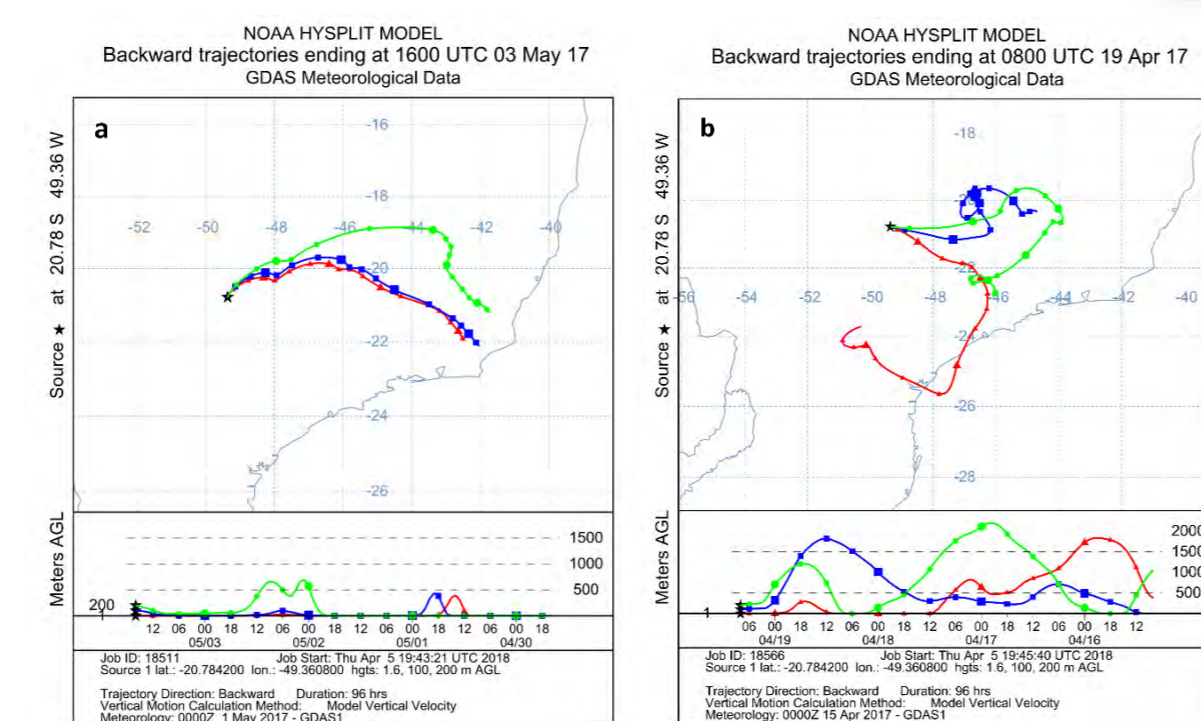 NOAA HYSPLIT MODEL
Backward trajectories ending at 1600 UTC 03 May 17
GDAS Meteorological Data
a
Source ★ at 20.78 S 49.36 W
-16
-18
-52 -50 -48 -46 -44 -42 -40
-20
-22
-24
-26
Meters AGL
1500
1000
500
200
1
12 06 00 18 12 06 00 18 12 06 00 18 12 06 00 18
05/03 05/02 05/01 04/30
Job ID: 18511 Job Start: Thu Apr 5 19:43:21 UTC 2018
Source 1 lat.: -20.784200 lon.: -49.360800 hgts: 1.6, 100, 200 m AGL
Trajectory Direction: Backward Duration: 96 hrs
Vertical Motion Calculation Method: Model Vertical Velocity
Meteorology: 0000Z 1 May 2017 - GDAS1
NOAA HYSPLIT MODEL
Backward trajectories ending at 0800 UTC 19 Apr 17
GDAS Meteorological Data
b
Source ★ at 20.78 S 49.36 W
-18
-22
-56 -54 -52 -50 -48 -46 -44 -42 -40
-24
-26
-28
Meters AGL
2000
1500
1000
500
1
06 00 18 12 06 00 18 12 06 00 18 12 06 00 18 12
04/19 04/18 04/17 04/16
Job ID: 18566 Job Start: Thu Apr 5 19:45:40 UTC 2018
Source 1 lat.: -20.784200 lon.: -49.360800 hgts: 1.6, 100, 200 m AGL
Trajectory Direction: Backward Duration: 96 hrs
Vertical Motion Calculation Method: Model Vertical Velocity
Meteorology: 0000Z 15 Apr 2017 - GDAS1